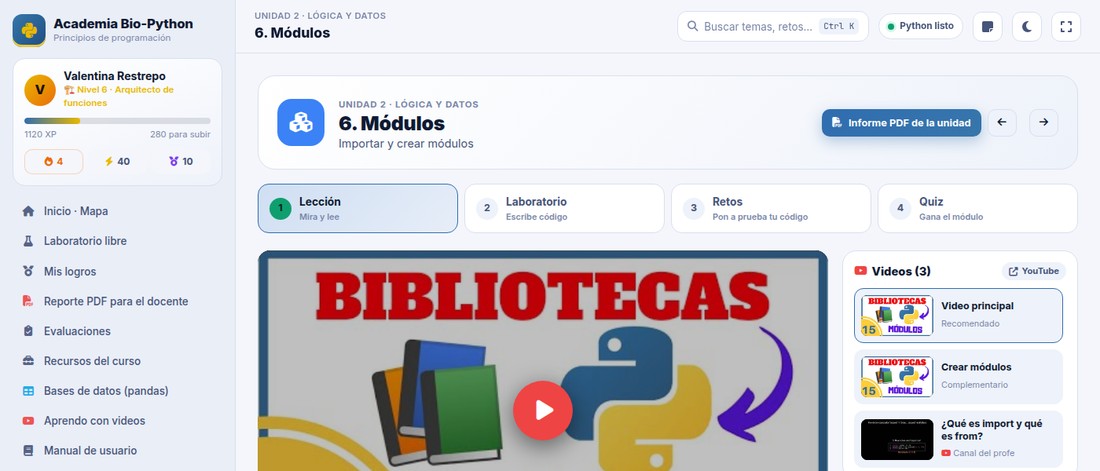 Academia Bio-Python
Principios de programación
Valentina Restrepo
V
Nivel 6 · Arquitecto de
funciones
1120 XP
280 para subir
4
40
10
Inicio · Mapa
Laboratorio libre
Mis logros
Reporte PDF para el docente
Evaluaciones
Recursos del curso
Bases de datos (pandas)
Aprendo con videos
Manual de usuario
UNIDAD 2 · LÓGICA Y DATOS
6. Módulos
Buscar temas, retos...
Ctrl K
Python listo
UNIDAD 2 · LÓGICA Y DATOS
6. Módulos
Importar y crear módulos
Informe PDF de la unidad
1
Lección
Mira y lee
2
Laboratorio
Escribe código
3
Retos
Pon a prueba tu código
4
Quiz
Gana el módulo
BIBLIOTECAS
Videos (3)
YouTube
BIBLIOTECAS
15
MÓDULOS
Video principal
Recomendado
BIBLIOTECAS
15
MÓDULOS
Crear módulos
Complementario
¿Qué es import y qué
es from?
Canal del profe